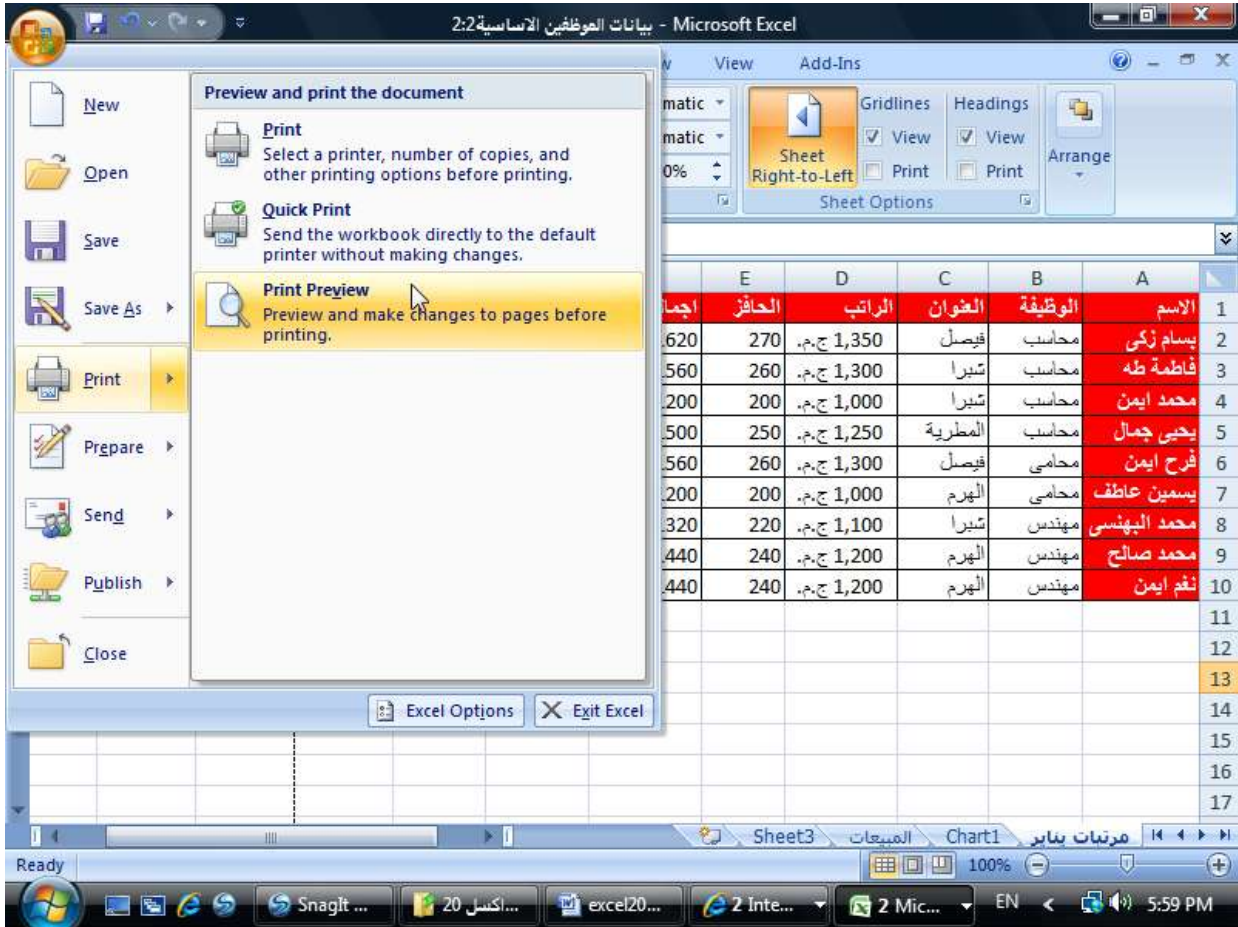 بيانات الموظفين الاساسية2:2 - Microsoft Excel
View Add-Ins
New
Open
Save
Save As
Print
Prepare
Send
Publish
Close
Preview and print the document
Print
Select a printer, number of copies, and
other printing options before printing.
Quick Print
Send the workbook directly to the default
printer without making changes.
Print Preview
Preview and make changes to pages before
printing.
Excel Options Exit Excel
matic
matic
0%
Sheet
Right-to-Left
Gridlines Headings
View View
Print Print
Arrange
Sheet Options
E D C B A
1 الاسم الوظيفة العنوان الراتب الحافز اجما
2 بسام زكى محاسب فيصل 1,350 ج.م. 270 620
3 فاطمة طه محاسب شبرا 1,300 ج.م. 260 560
4 محمد ايمن محاسب شبرا 1,000 ج.م. 200 200
5 يحيى جمال محاسب المطرية 1,250 ج.م. 250 500
6 فرح ايمن محامى فيصل 1,300 ج.م. 260 560
7 يسمين عاطف محامى الهرم 1,000 ج.م. 200 200
8 محمد البهنسى مهندس شبرا 1,100 ج.م. 220 320
9 محمد صالح مهندس الهرم 1,200 ج.م. 240 440
10 نغم ايمن مهندس الهرم 1,200 ج.م. 240 440
11
12
13
14
15
16
17
مرتبات يناير Chart1 المبيعات Sheet3
Ready 100%
SnagIt ... اكسل 20... excel20... 2 Inte... 2 Mic... EN 5:59 PM